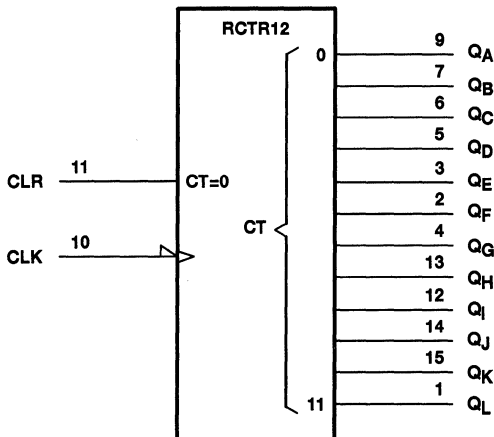 RCTR12
0 9 QA
7 QB
6 QC
5 QD
CLR 11 CT=0 3 QE
2 QF
CT 4 QG
CLK 10 13 QH
12 QI
14 QJ
15 QK
11 1 QL